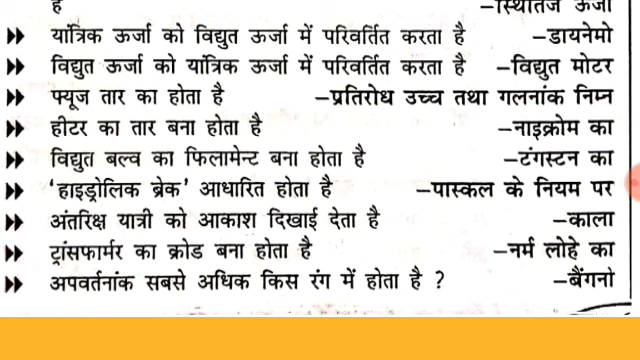 है –स्थितिज ऊर्जा
यांत्रिक ऊर्जा को विद्युत ऊर्जा में परिवर्तित करता है –डायनेमो
विद्युत ऊर्जा को यांत्रिक ऊर्जा में परिवर्तित करता है –विद्युत मोटर
फ्यूज तार का होता है –प्रतिरोध उच्च तथा गलनांक निम्न
हीटर का तार बना होता है –नाइक्रोम का
विद्युत बल्व का फिलामेन्ट बना होता है –टंगस्टन का
‘हाइड्रोलिक ब्रेक’ आधारित होता है –पास्कल के नियम पर
अंतरिक्ष यात्री को आकाश दिखाई देता है –काला
ट्रांसफार्मर का क्रोड बना होता है –नर्म लोहे का
अपवर्तनांक सबसे अधिक किस रंग में होता है ? –बैंगनी